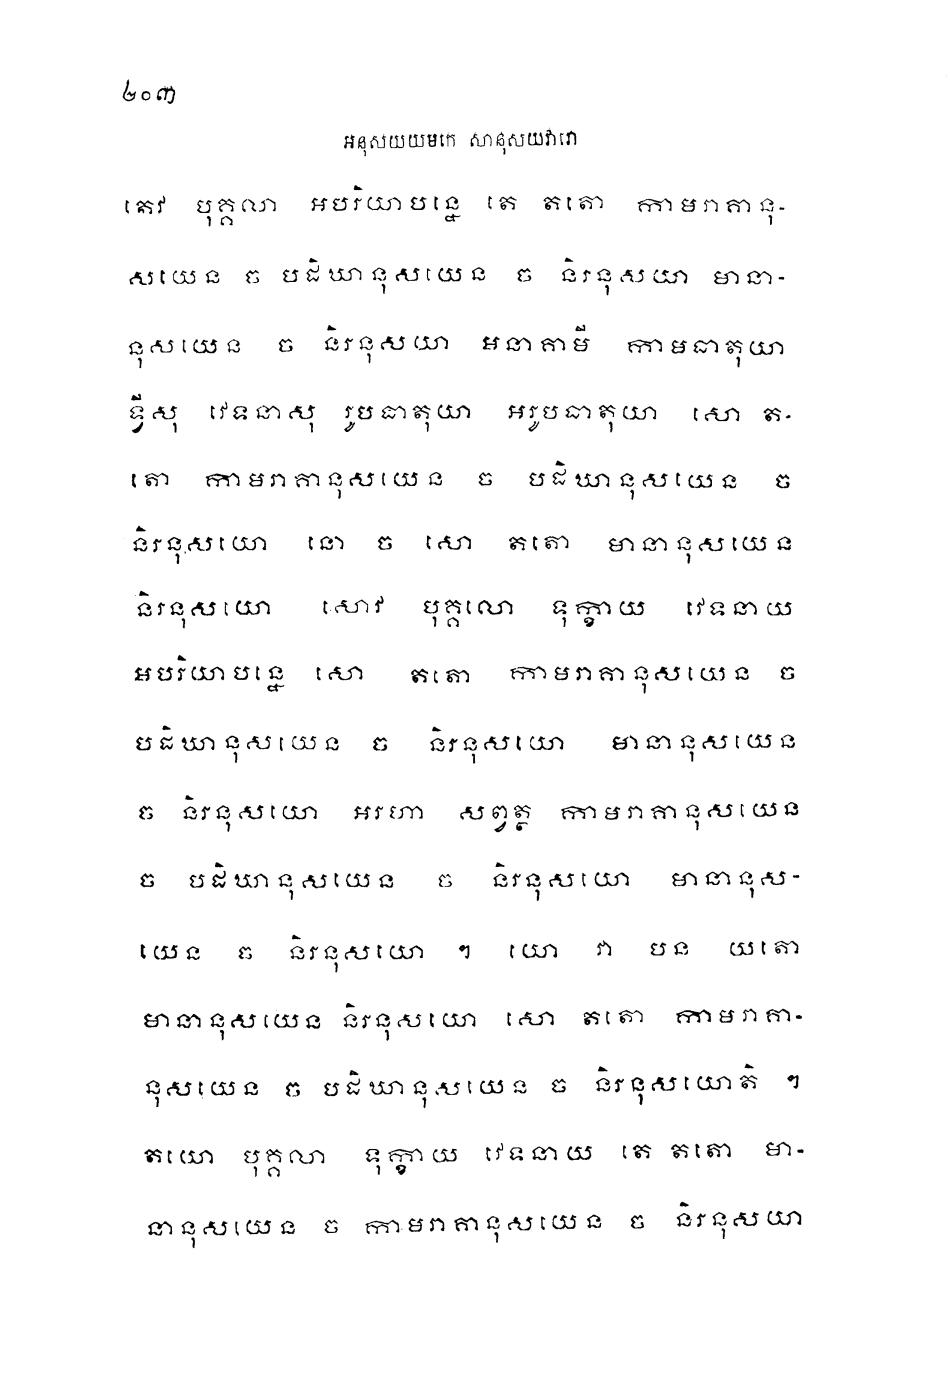 ២០៣
អនុសយយមកេ សានុសយវារោ
តេវ បុគ្គលា អបរិយាបន្នេ តេ តតោ កាមរាគានុ-
សយេន ច បដិឃានុសយេន ច និរនុសយា មានា-
នុសយេន ច និរនុសយា អនាគាមី កាមធាតុយា
ទ្វីសុ វេទនាសុ រូបធាតុយា អរូបធាតុយា សោ ត-
តោ កាមរាគានុសយេន ច បដិឃានុសយេន ច
និរនុសយោ នោ ច សោ តតោ មានានុសយេន
និរនុសយោ សោវ បុគ្គលោ ទុក្ខាយ វេទនាយ
អបរិយាបន្នេ សោ តតោ កាមរាគានុសយេន ច
បដិឃានុសយេន ច និរនុសយោ មានានុសយេន
ច និរនុសយោ អរហា សព្វត្ថ កាមរាគានុសយេន
ច បដិឃានុសយេន ច និរនុសយោ មានានុស-
យេន ច និរនុសយោ ។ យោ វា បន យតោ
មានានុសយេន និរនុសយោ សោ តតោ កាមរាគា-
នុសយេន ច បដិឃានុសយេន ច និរនុសយោតិ ។
តយោ បុគ្គលា ទុក្ខាយ វេទនាយ តេ តតោ មា-
នានុសយេន ច កាមរាគានុសយេន ច និរនុសយា